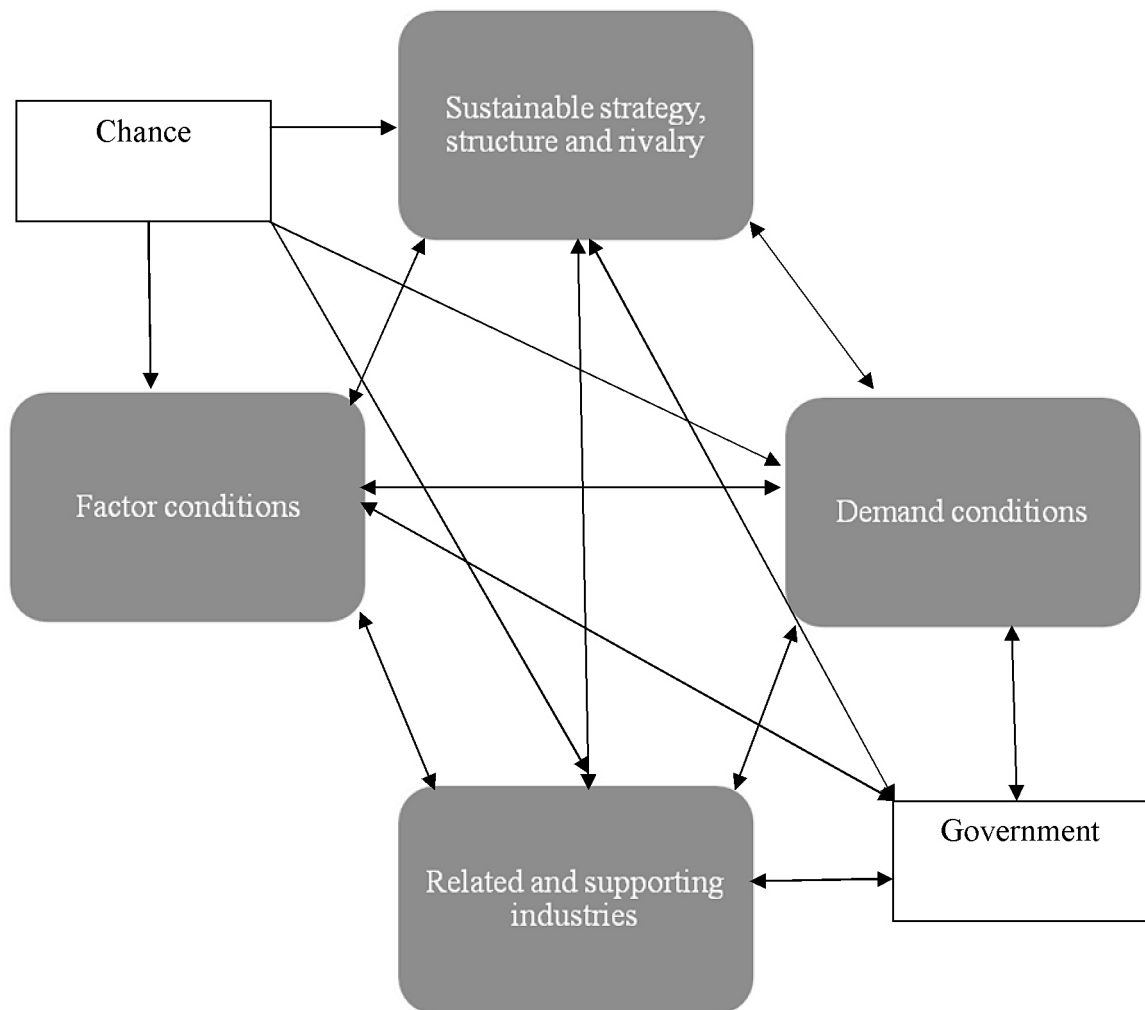 Sustainable strategy,
structure and rivalry
Chance
Factor conditions
Demand conditions
Related and supporting
industries
Government